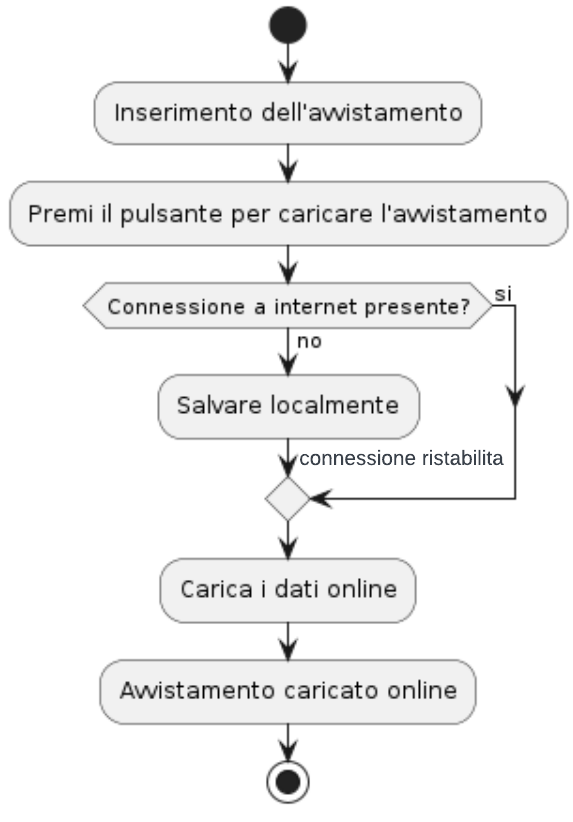 Inserimento dell'avvistamento
Premi il pulsante per caricare l'avvistamento
Connessione a internet presente?
si
no
Salvare localmente
connessione ristabilita
Carica i dati online
Avvistamento caricato online